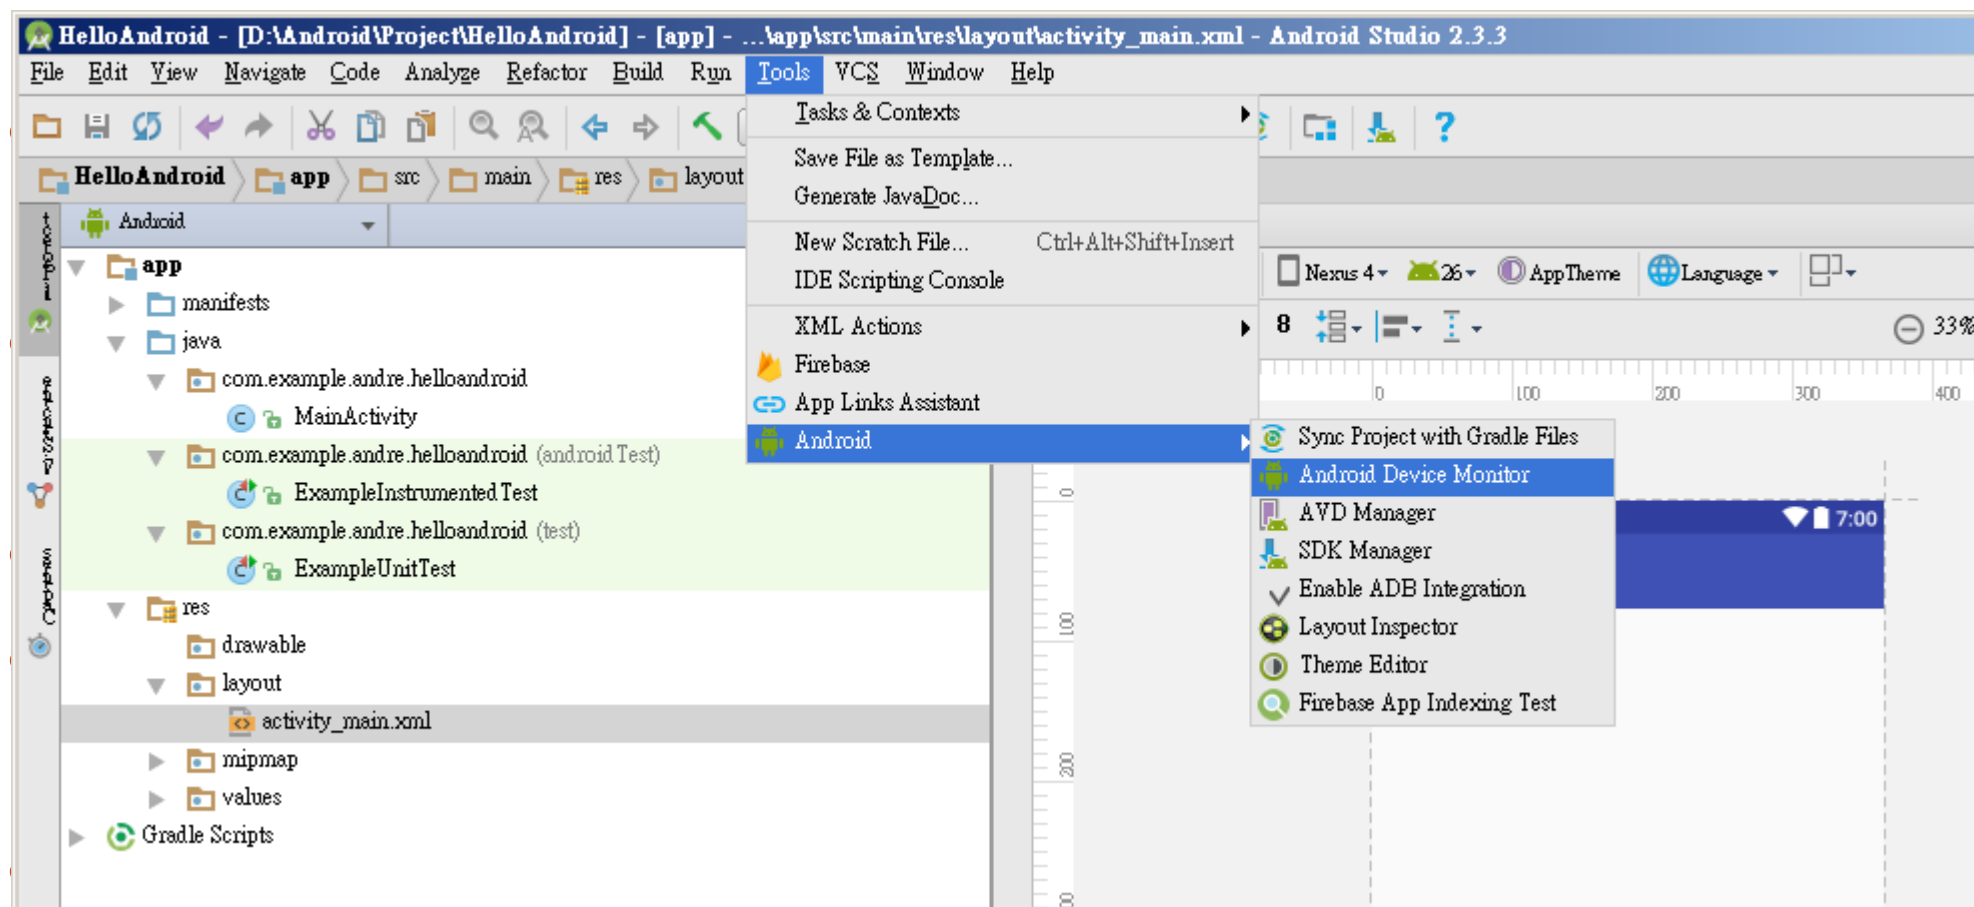 HelloAndroid - [D:\Android\Project\HelloAndroid] - [app] - ...\app\src\main\res\layout\activity_main.xml - Android Studio 2.3.3
File Edit View Navigate Code Analyze Refactor Build Run Tools VCS Window Help
HelloAndroid app src main res layout
Android
app
manifests
java
com.example.andre.helloandroid
MainActivity
com.example.andre.helloandroid (androidTest)
ExampleInstrumentedTest
com.example.andre.helloandroid (test)
ExampleUnitTest
res
drawable
layout
activity_main.xml
mipmap
values
Gradle Scripts
Tasks & Contexts
Save File as Template...
Generate JavaDoc...
New Scratch File... Ctrl+Alt+Shift+Insert
IDE Scripting Console
XML Actions
Firebase
App Links Assistant
Android
Sync Project with Gradle Files
Android Device Monitor
AVD Manager
SDK Manager
Enable ADB Integration
Layout Inspector
Theme Editor
Firebase App Indexing Test
Nexus 4 26 AppTheme Language
8 33%
0 100 200 300 400
7:00
0
100
200